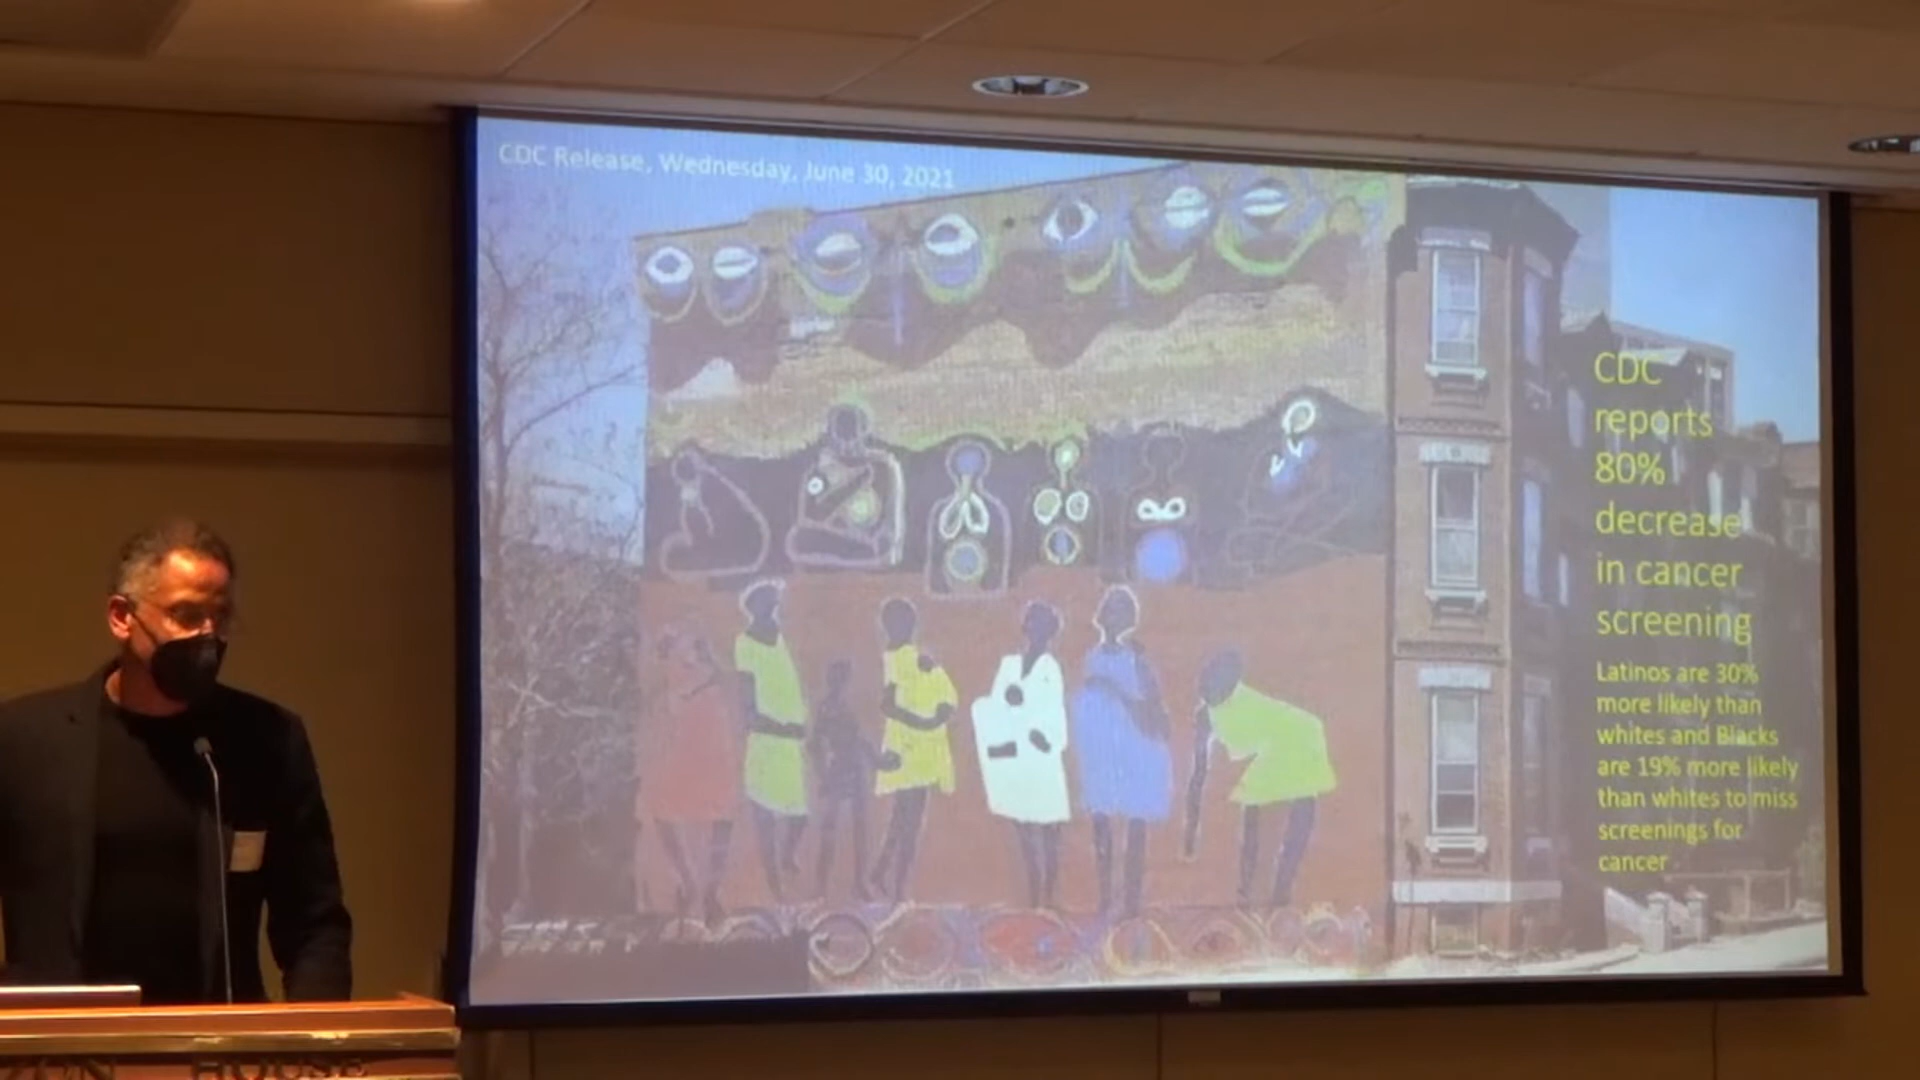 CDC Release, Wednesday, June 30, 2021
CDC
reports
80%
decrease
in cancer
screening
Latinos are 30%
more likely than
whites and Blacks
are 19% more likely
than whites to miss
screenings for
cancer
HOUSE